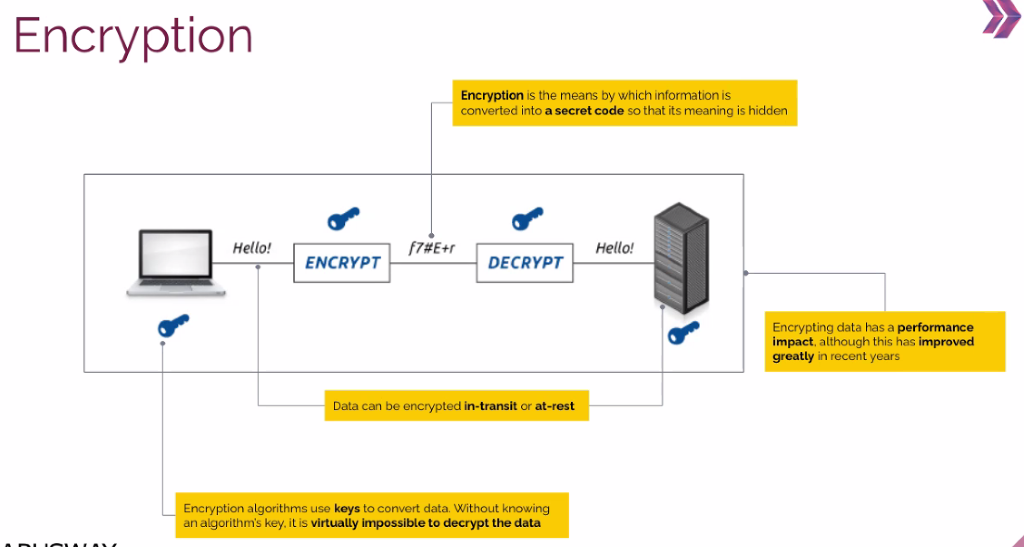 Encryption
Encryption is the means by which information is
converted into a secret code so that its meaning is hidden
Hello!
ENCRYPT
f7#E+r
DECRYPT
Hello!
Encrypting data has a performance
impact, although this has improved
greatly in recent years
Data can be encrypted in-transit or at-rest
Encryption algorithms use keys to convert data. Without knowing
an algorithm's key, it is virtually impossible to decrypt the data